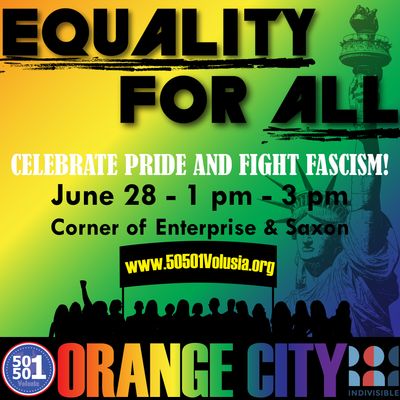 EQUALITY
FOR ALL
CELEBRATE PRIDE AND FIGHT FASCISM!
June 28 - 1 pm - 3 pm
Corner of Enterprise & Saxon
www.50501Volusia.org
50
50
1
ORANGE CITY
INDIVISIBLE